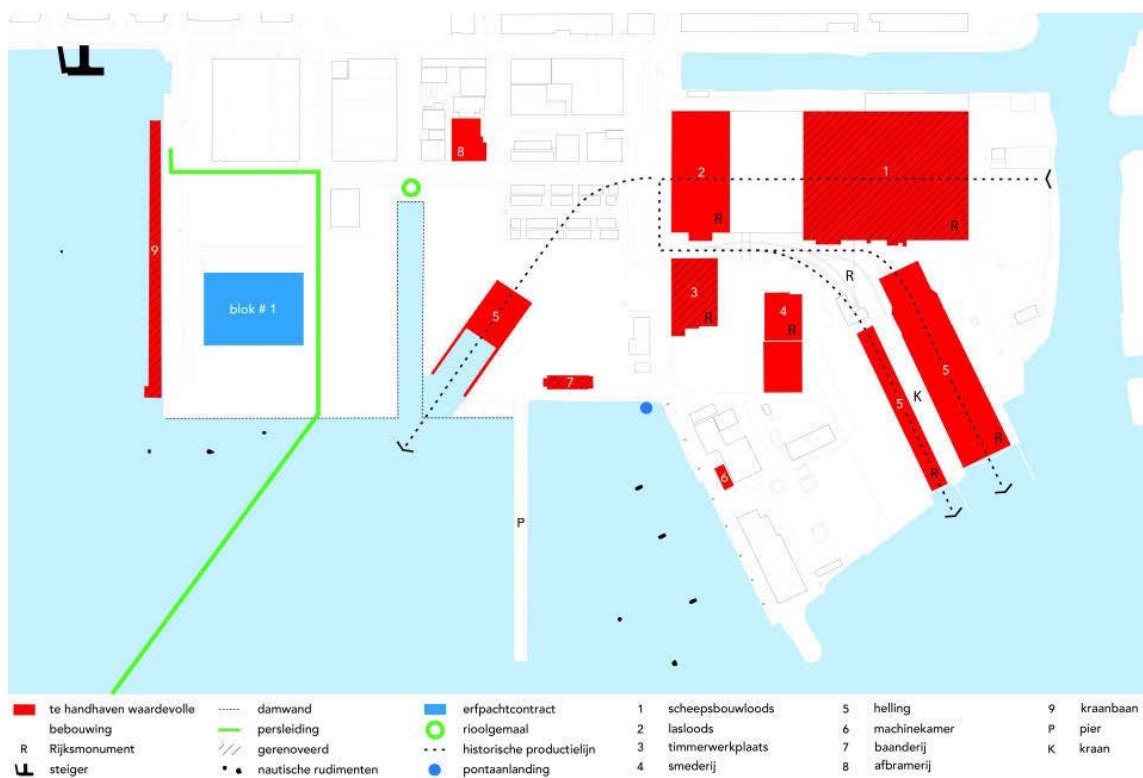 8
2
1
R
R
9
blok # 1
5
3
R
R
4
R
7
5
5
K
R
R
6
P
te handhaven waardevolle
bebouwing
R Rijksmonument
steiger
damwand
persleiding
gerenoveerd
nautische rudimenten
erfpachtcontract
rioolgemaal
historische productielijn
pontaanlanding
1 scheepsbouwloods
2 lasloods
3 timmerwerkplaats
4 smederij
5 helling
6 machinekamer
7 baanderij
8 afbramerij
9 kraanbaan
P pier
K kraan